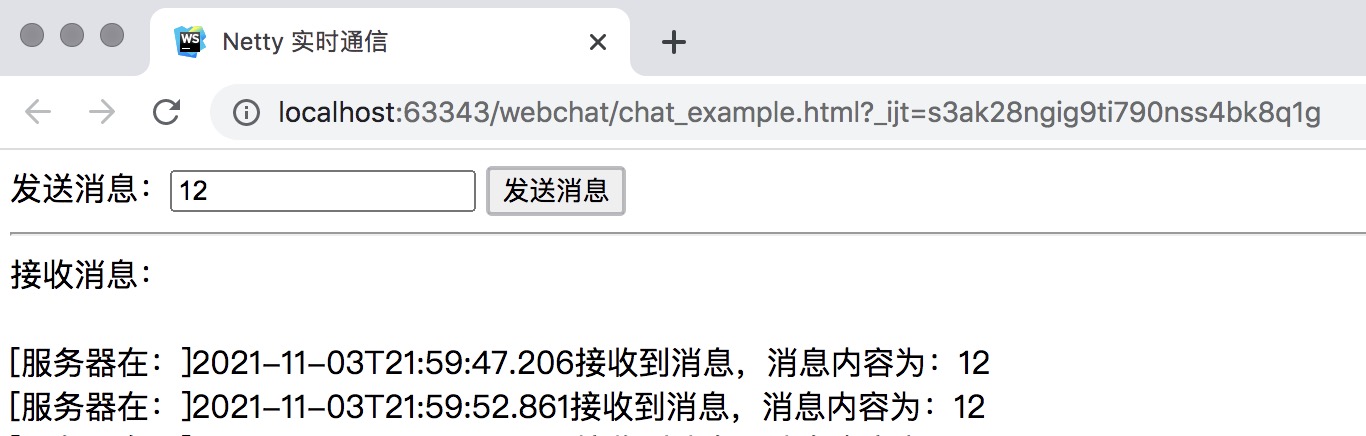 WS
Netty 实时通信
localhost:63343/webchat/chat_example.html?_ijt=s3ak28ngig9ti790nss4bk8q1g
发送消息：12 发送消息
接收消息：
[服务器在：]2021-11-03T21:59:47.206接收到消息，消息内容为：12
[服务器在：]2021-11-03T21:59:52.861接收到消息，消息内容为：12